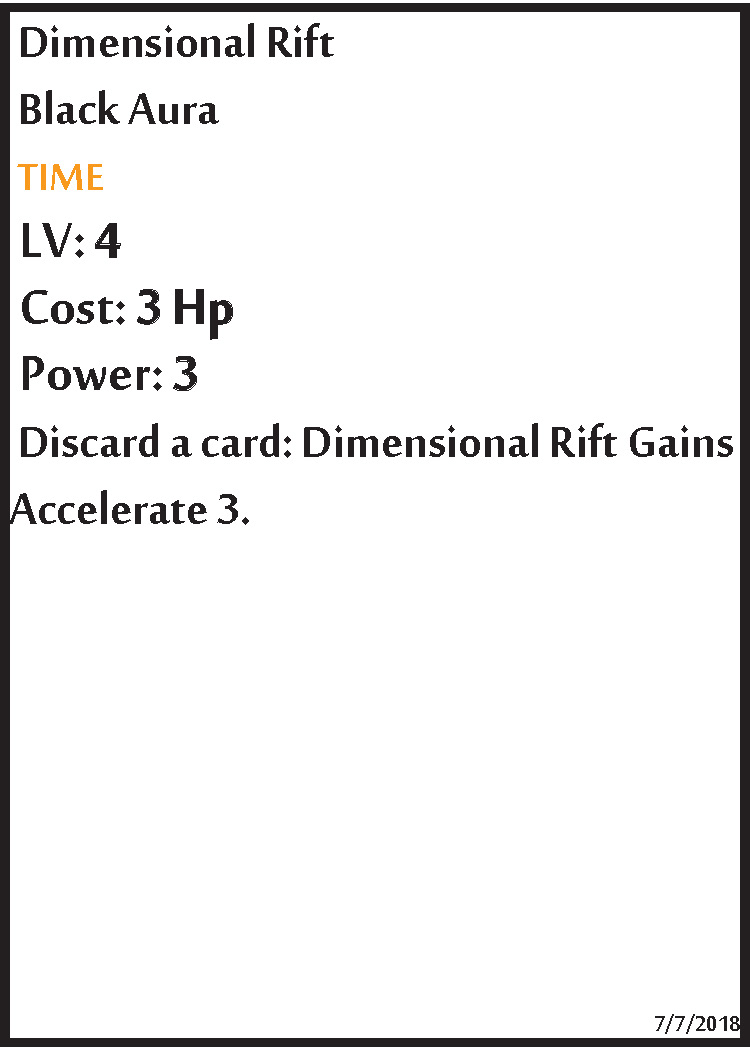 Dimensional Rift
Black Aura
TIME
LV: 4
Cost: 3 Hp
Power: 3
Discard a card: Dimensional Rift Gains
Accelerate 3.
7/7/2018